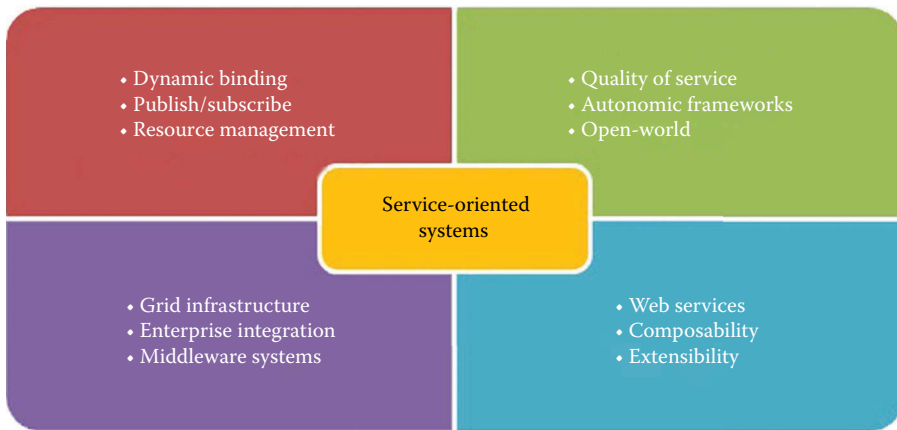 • Dynamic binding
• Publish/subscribe
• Resource management
• Quality of service
• Autonomic frameworks
• Open-world
Service-oriented
systems
• Grid infrastructure
• Enterprise integration
• Middleware systems
• Web services
• Composability
• Extensibility